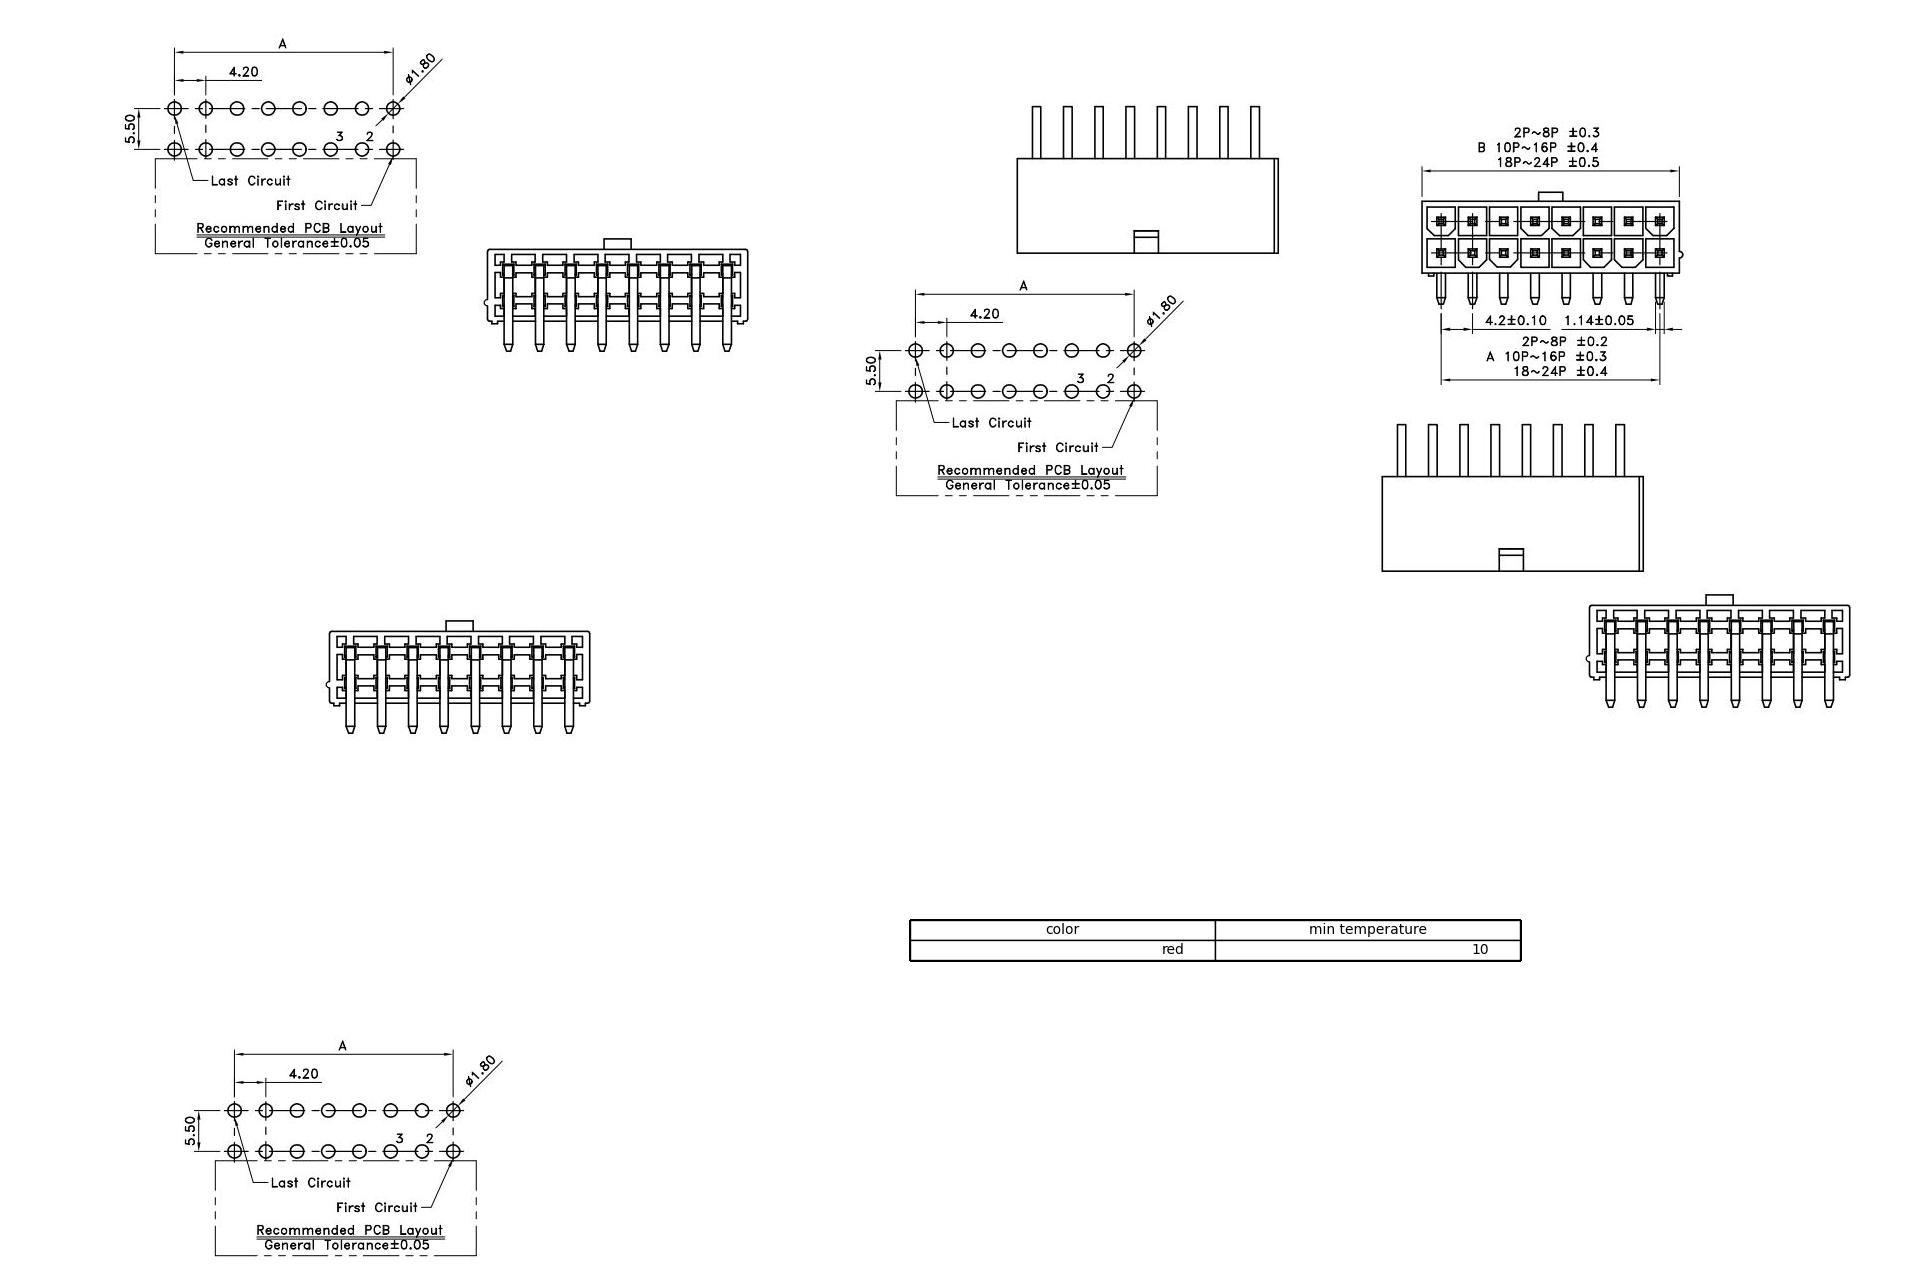 A
4.20
ø1.80
5.50
3 2
Last Circuit
First Circuit
Recommended PCB Layout
General Tolerance±0.05
2P~8P ±0.3
B 10P~16P ±0.4
18P~24P ±0.5
4.2±0.10 1.14±0.05
2P~8P ±0.2
A 10P~16P ±0.3
18~24P ±0.4
A
4.20
ø1.80
5.50
3 2
Last Circuit
First Circuit
Recommended PCB Layout
General Tolerance±0.05
color min temperature
red 10
A
4.20
ø1.80
5.50
3 2
Last Circuit
First Circuit
Recommended PCB Layout
General Tolerance±0.05